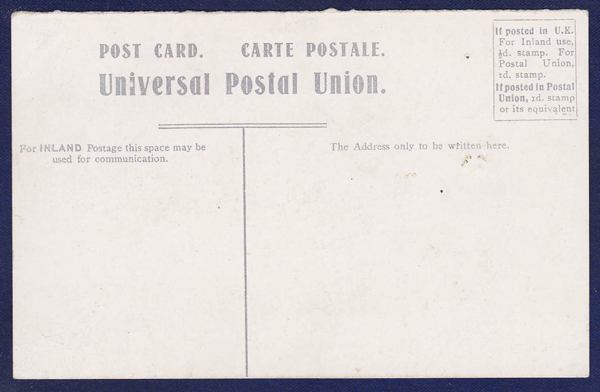 POST CARD. CARTE POSTALE.
Universal Postal Union.
If posted in U.K.
For Inland use,
½d. stamp. For
Postal Union,
1d. stamp.
If posted in Postal
Union, 1d. stamp
or its equivalent
For INLAND Postage this space may be
used for communication.
The Address only to be written here.